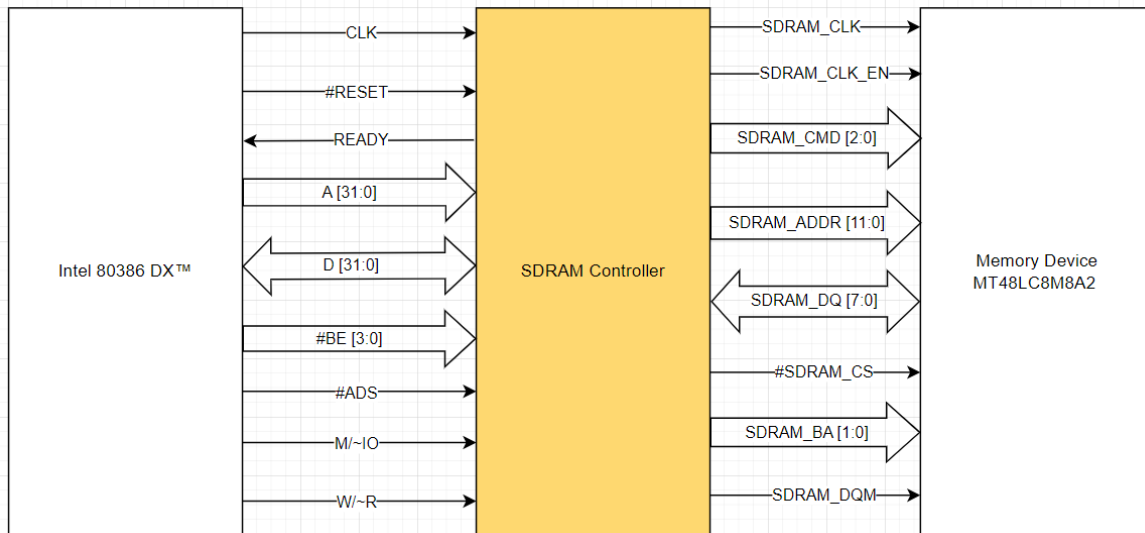 Intel 80386 DX™
CLK
#RESET
READY
A [31:0]
D [31:0]
#BE [3:0]
#ADS
M/~IO
W/~R
SDRAM Controller
SDRAM_CLK
SDRAM_CLK_EN
SDRAM_CMD [2:0]
SDRAM_ADDR [11:0]
SDRAM_DQ [7:0]
#SDRAM_CS
SDRAM_BA [1:0]
SDRAM_DQM
Memory Device
MT48LC8M8A2